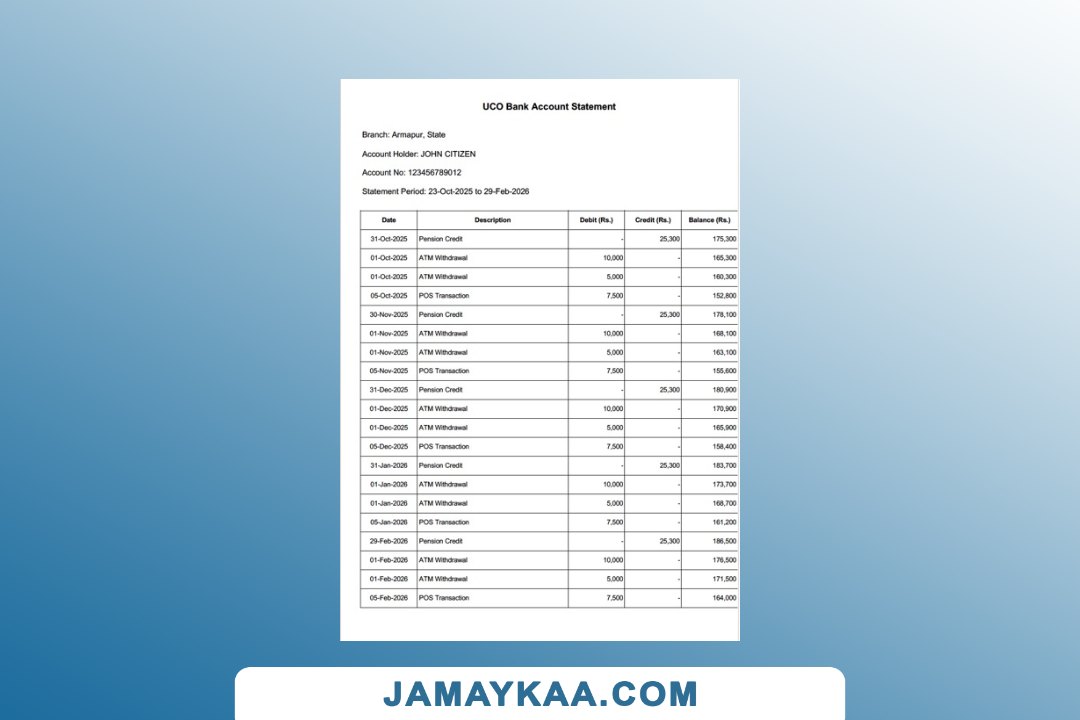 UCO Bank Account Statement
Branch: Armapur, State
Account Holder: JOHN CITIZEN
Account No: 123456789012
Statement Period: 23-Oct-2025 to 29-Feb-2026
Date Description Debit (Rs.) Credit (Rs.) Balance (Rs.)
31-Oct-2025 Pension Credit - 25,300 175,300
01-Oct-2025 ATM Withdrawal 10,000 - 165,300
01-Oct-2025 ATM Withdrawal 5,000 - 160,300
05-Oct-2025 POS Transaction 7,500 - 152,800
30-Nov-2025 Pension Credit - 25,300 178,100
01-Nov-2025 ATM Withdrawal 10,000 - 168,100
01-Nov-2025 ATM Withdrawal 5,000 - 163,100
05-Nov-2025 POS Transaction 7,500 - 155,600
31-Dec-2025 Pension Credit - 25,300 180,900
01-Dec-2025 ATM Withdrawal 10,000 - 170,900
01-Dec-2025 ATM Withdrawal 5,000 - 165,900
05-Dec-2025 POS Transaction 7,500 - 158,400
31-Jan-2026 Pension Credit - 25,300 183,700
01-Jan-2026 ATM Withdrawal 10,000 - 173,700
01-Jan-2026 ATM Withdrawal 5,000 - 168,700
05-Jan-2026 POS Transaction 7,500 - 161,200
29-Feb-2026 Pension Credit - 25,300 186,500
01-Feb-2026 ATM Withdrawal 10,000 - 176,500
01-Feb-2026 ATM Withdrawal 5,000 - 171,500
05-Feb-2026 POS Transaction 7,500 - 164,000
JAMAYKAA.COM